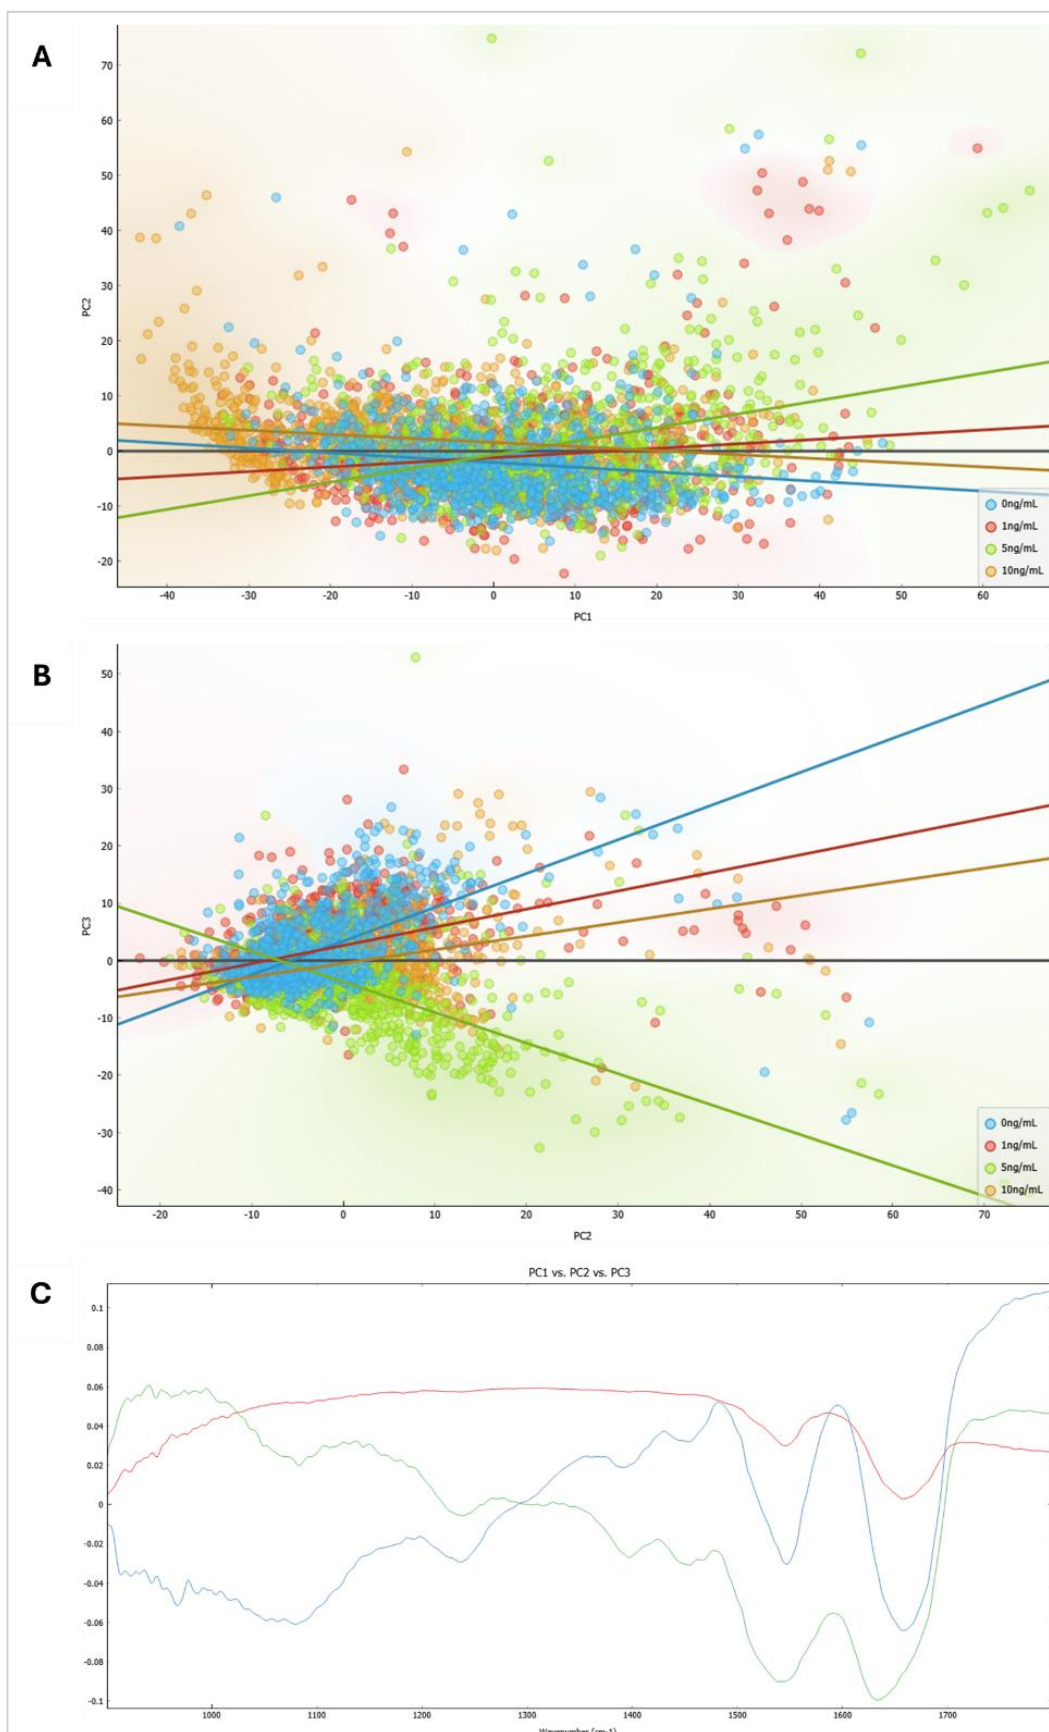 A
70
60
50
40
30
20
10
0
-10
-20
PC2
-40 -30 -20 -10 0 10 20 30 40 50 60
PC1
0ng/mL
1ng/mL
5ng/mL
10ng/mL
B
50
40
30
20
10
0
-10
-20
-30
-40
PC3
-20 -10 0 10 20 30 40 50 60 70
PC2
0ng/mL
1ng/mL
5ng/mL
10ng/mL
C
PC1 vs. PC2 vs. PC3
0.1
0.08
0.06
0.04
0.02
0
-0.02
-0.04
-0.06
-0.08
-0.1
1000 1100 1200 1300 1400 1500 1600 1700
Wavenumber (cm-1)